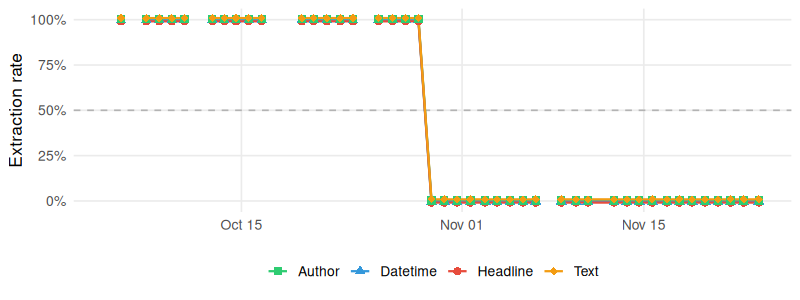 Extraction rate
100%
75%
50%
25%
0%
Oct 15 Nov 01 Nov 15
Author Datetime Headline Text